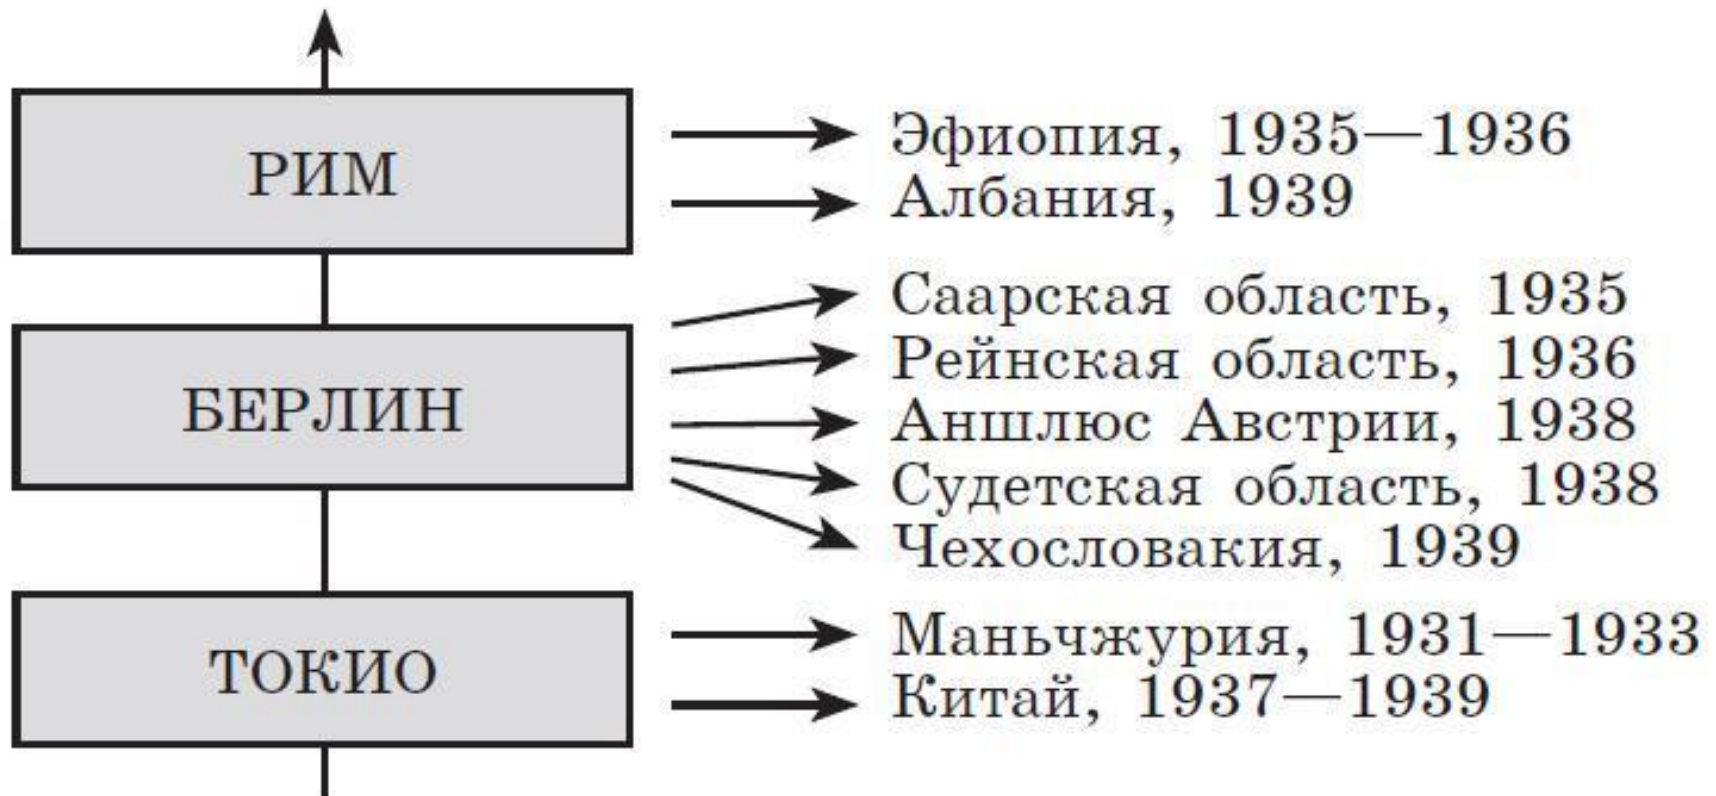 РИМ
Эфиопия, 1935—1936
Албания, 1939
БЕРЛИН
Саарская область, 1935
Рейнская область, 1936
Аншлюс Австрии, 1938
Судетская область, 1938
Чехословакия, 1939
ТОКИО
Маньчжурия, 1931—1933
Китай, 1937—1939